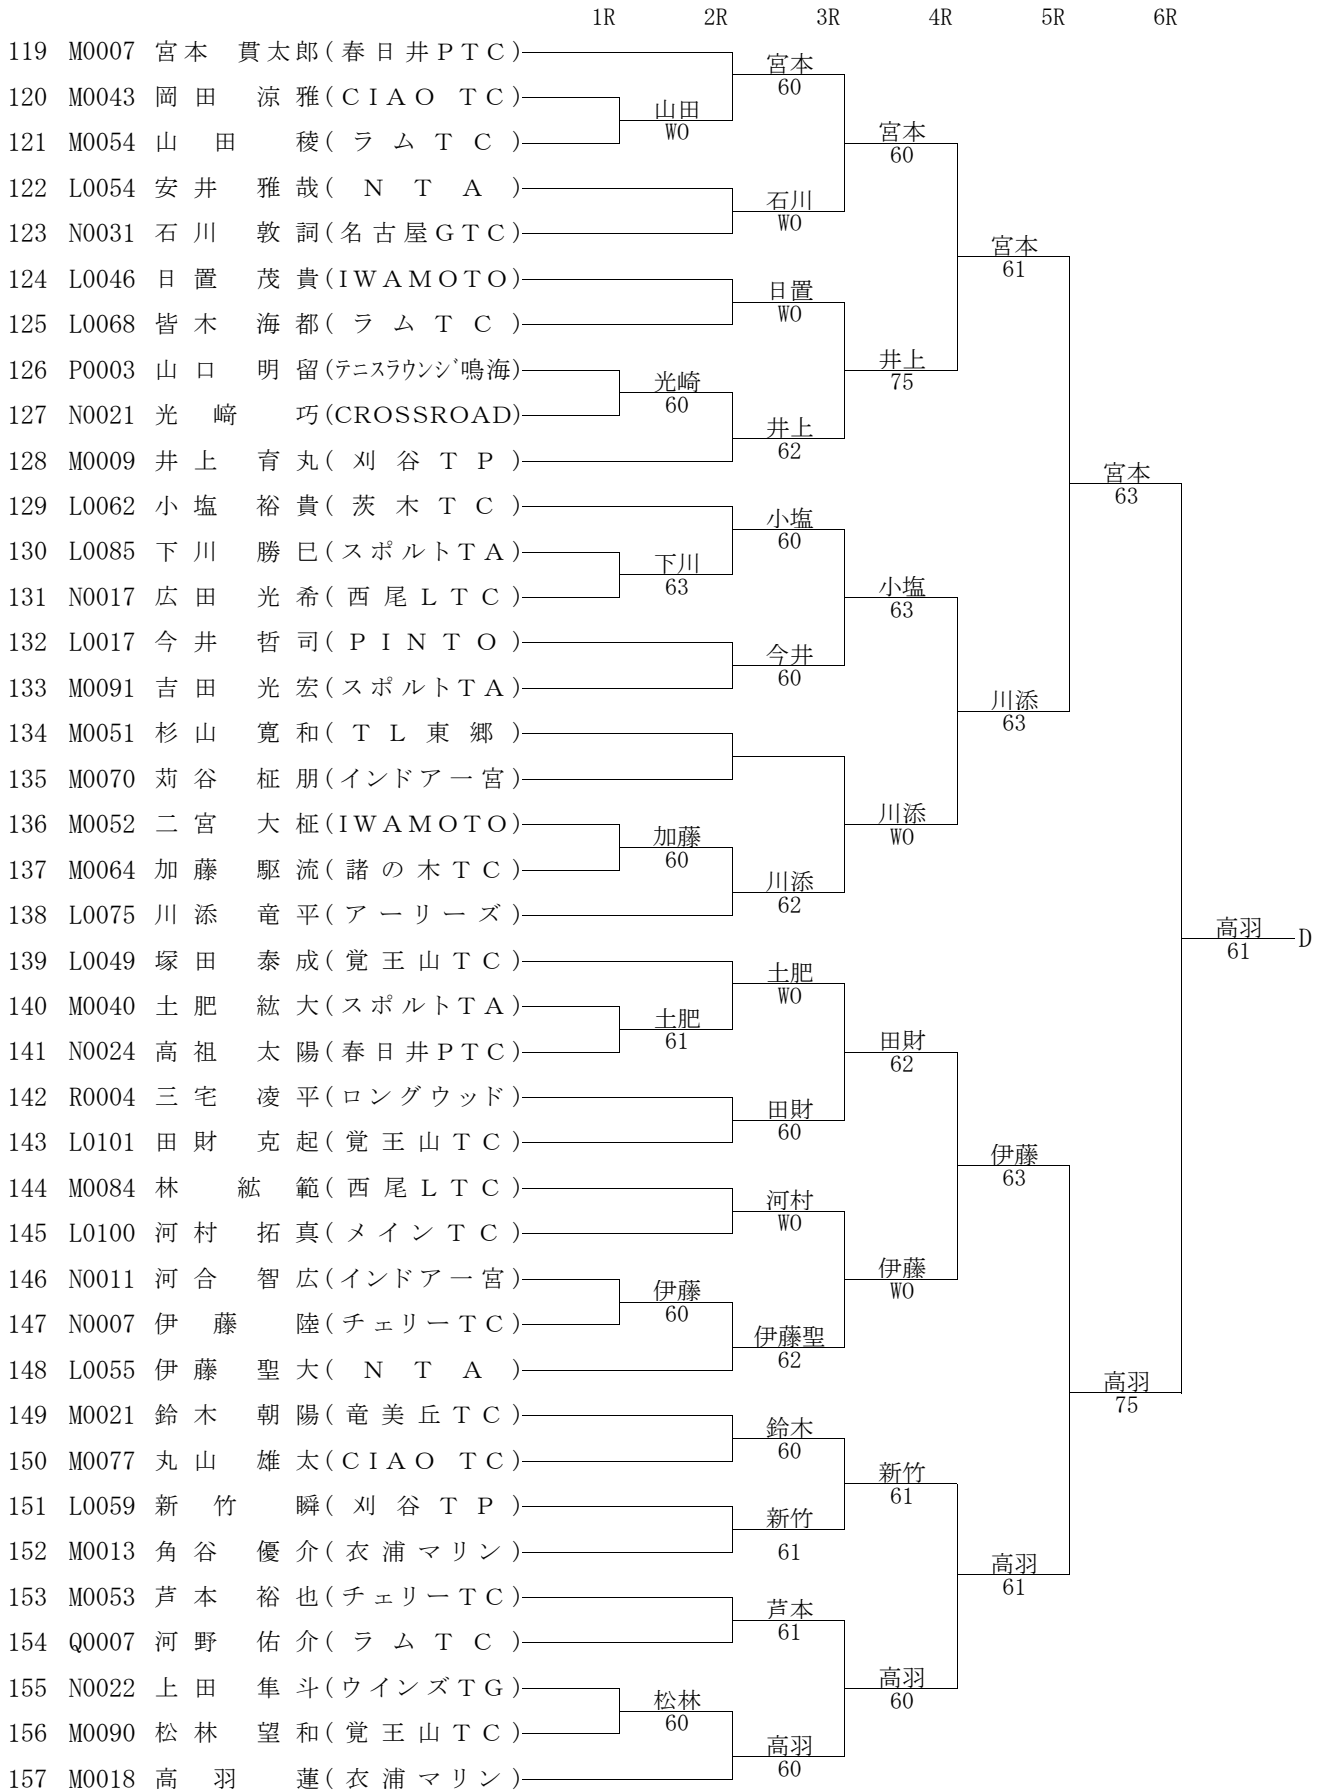 1R 2R 3R 4R 5R 6R
119 M0007 宮本 貫太郎(春日井PTC)
宮本
60
120 M0043 岡田 涼雅(CIAO TC)
山田
WO
121 M0054 山田 稜(ラムTC)
宮本
60
122 L0054 安井 雅哉(NTA)
石川
WO
123 N0031 石川 敦詞(名古屋GTC)
宮本
61
124 L0046 日置 茂貴(IWAMOTO)
日置
WO
125 L0068 皆木 海都(ラムTC)
井上
75
126 P0003 山口 明留(テニスラウンジ鳴海)
光崎
60
127 N0021 光﨑 巧(CROSSROAD)
井上
62
128 M0009 井上 育丸(刈谷TP)
宮本
63
129 L0062 小塩 裕貴(茨木TC)
小塩
60
130 L0085 下川 勝巳(スポルトTA)
下川
63
131 N0017 広田 光希(西尾LTC)
小塩
63
132 L0017 今井 哲司(PINTO)
今井
60
133 M0091 吉田 光宏(スポルトTA)
川添
63
134 M0051 杉山 寛和(TL東郷)
135 M0070 苅谷 柾朋(インドア一宮)
川添
WO
136 M0052 二宮 大柾(IWAMOTO)
加藤
60
137 M0064 加藤 駆流(諸の木TC)
川添
62
138 L0075 川添 竜平(アーリーズ)
高羽
61
D
139 L0049 塚田 泰成(覚王山TC)
土肥
WO
140 M0040 土肥 紘大(スポルトTA)
土肥
61
141 N0024 高祖 太陽(春日井PTC)
田財
62
142 R0004 三宅 凌平(ロングウッド)
田財
60
143 L0101 田財 克起(覚王山TC)
伊藤
63
144 M0084 林 絋範(西尾LTC)
河村
WO
145 L0100 河村 拓真(メインTC)
伊藤
WO
146 N0011 河合 智広(インドア一宮)
伊藤
60
147 N0007 伊藤 陸(チェリーTC)
伊藤聖
62
148 L0055 伊藤 聖大(NTA)
高羽
75
149 M0021 鈴木 朝陽(竜美丘TC)
鈴木
60
150 M0077 丸山 雄太(CIAO TC)
新竹
61
151 L0059 新竹 瞬(刈谷TP)
新竹
61
152 M0013 角谷 優介(衣浦マリン)
高羽
61
153 M0053 芦本 裕也(チェリーTC)
芦本
61
154 Q0007 河野 佑介(ラムTC)
高羽
60
155 N0022 上田 隼斗(ウインズTG)
松林
60
156 M0090 松林 望和(覚王山TC)
高羽
60
157 M0018 高羽 蓮(衣浦マリン)